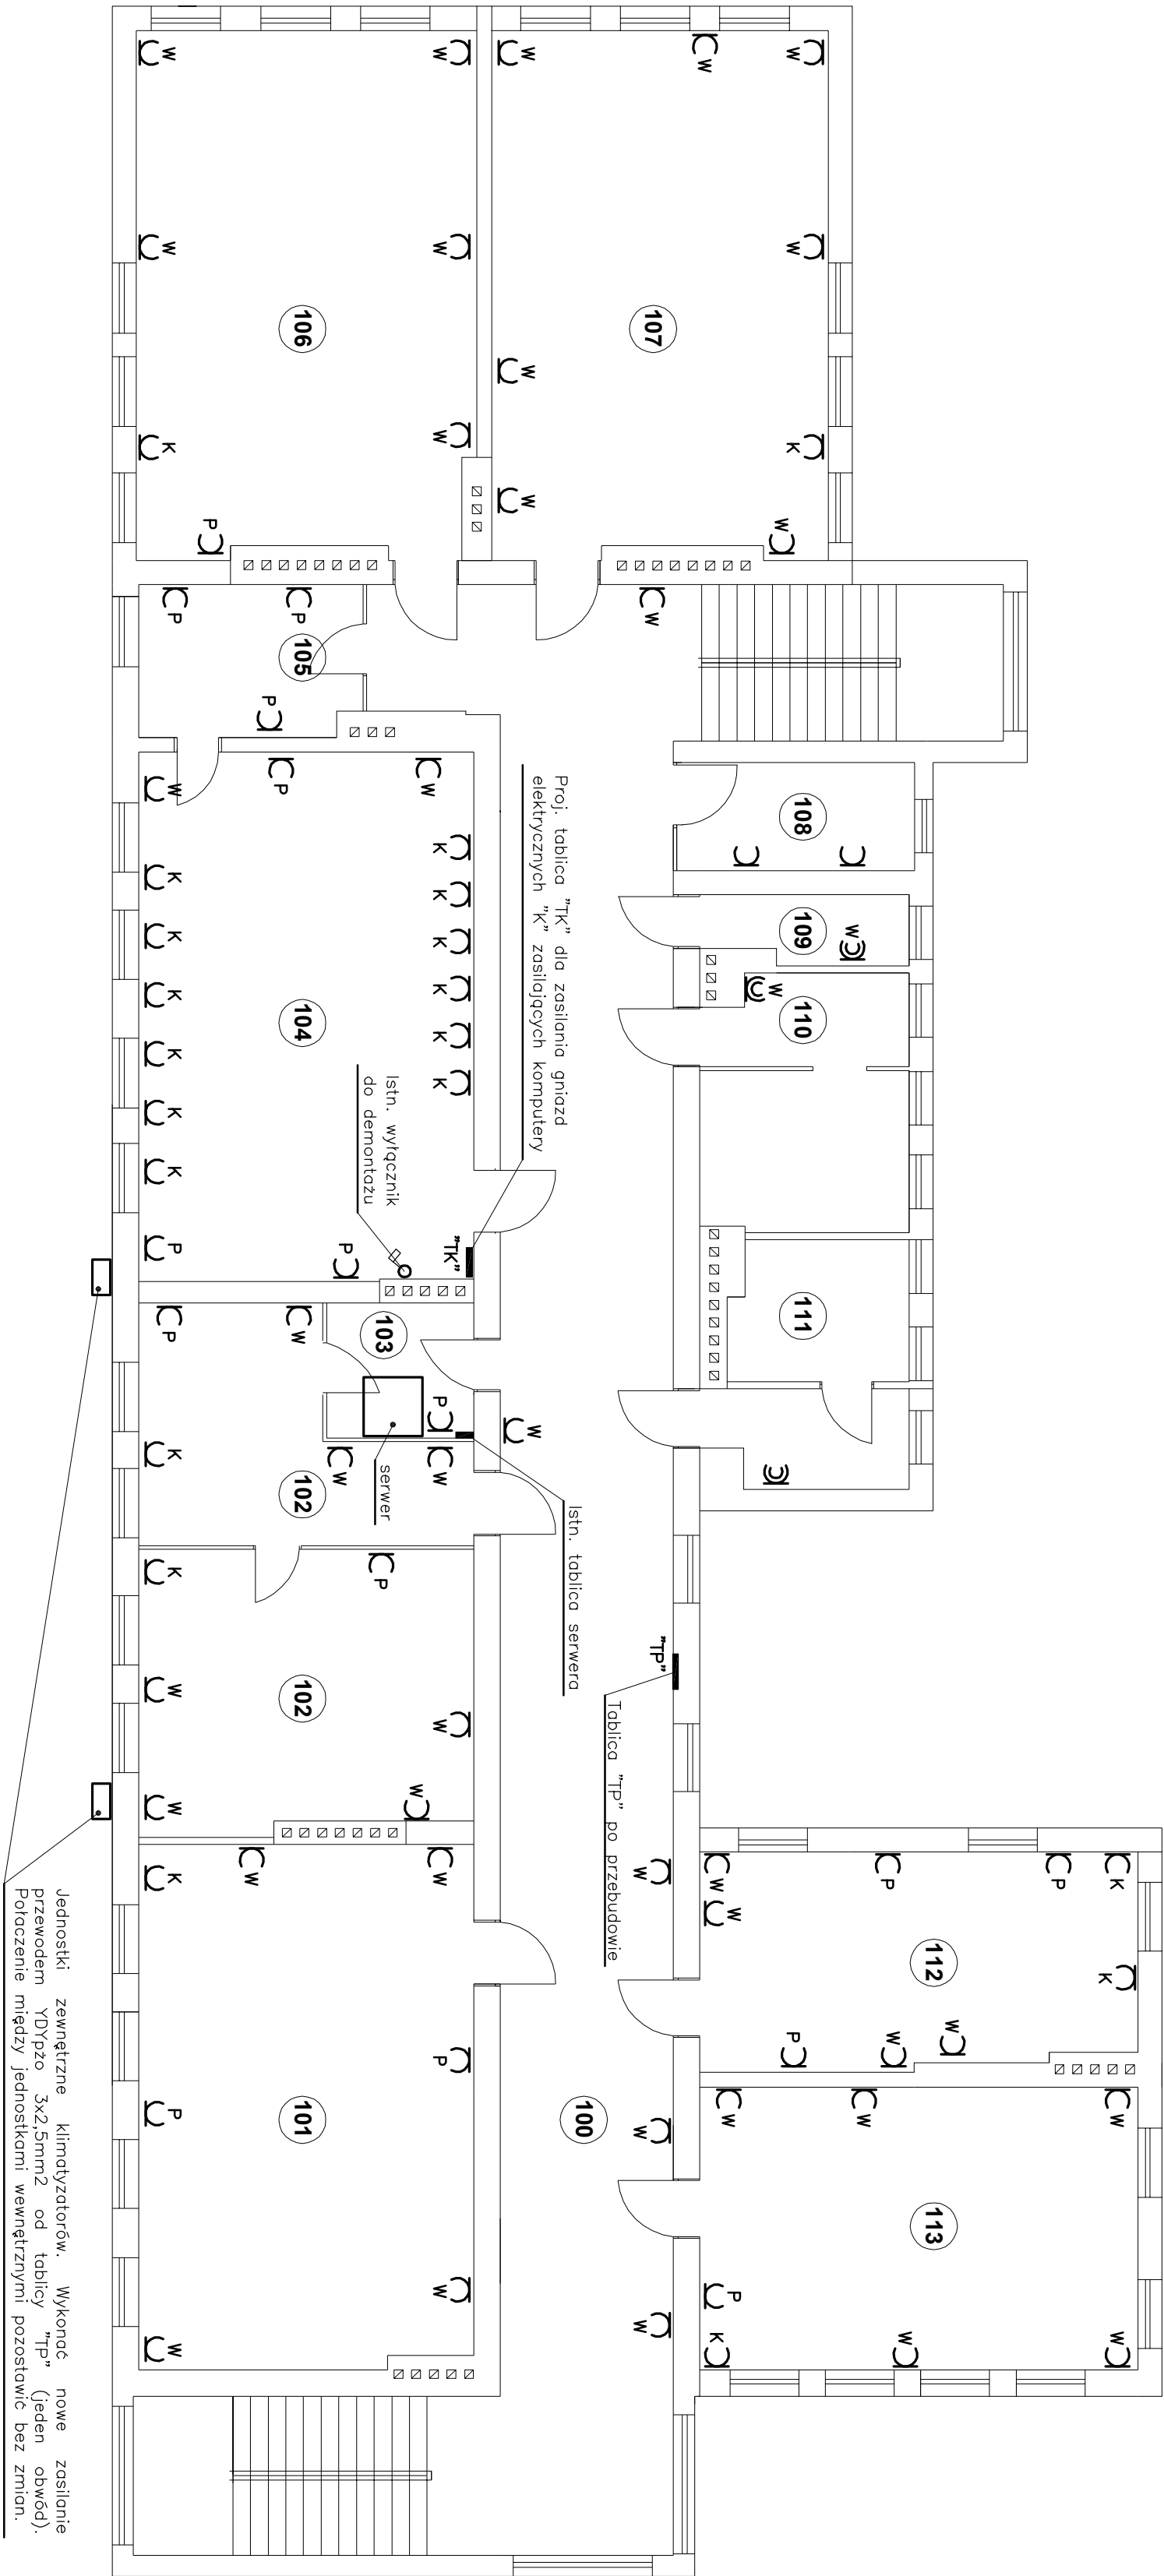 113
W
W
W
W
W
P
K
112
K
K
P
P
W
W
P
W
W
107
W
W
W
K
W
W
W
W
108
109
W
110
W
111
100
W
W
W
W
W
"TP"
Tablica "TP" po przebudowie
Proj. tablica "TK" dla zasilania gniazd
elektrycznych "K" zasilających komputery
Istn. tablica serwera
106
W
W
W
W
W
K
P
105
P
P
P
104
W
P
K
K
K
K
K
K
W
K
K
K
K
K
K
P
P
"TK"
Istn. wyłącznik
do demontażu
103
P
serwer
102
W
W
W
P
K
102
P
W
W
K
W
W
101
W
W
P
W
K
P
W
Jednostki zewnętrzne klimatyzatorów. Wykonać nowe zasilanie
przewodem YDYpżo 3x2,5mm2 od tablicy "TP" (jeden obwód).
Połączenie między jednostkami wewnętrznymi pozostawić bez zmian.